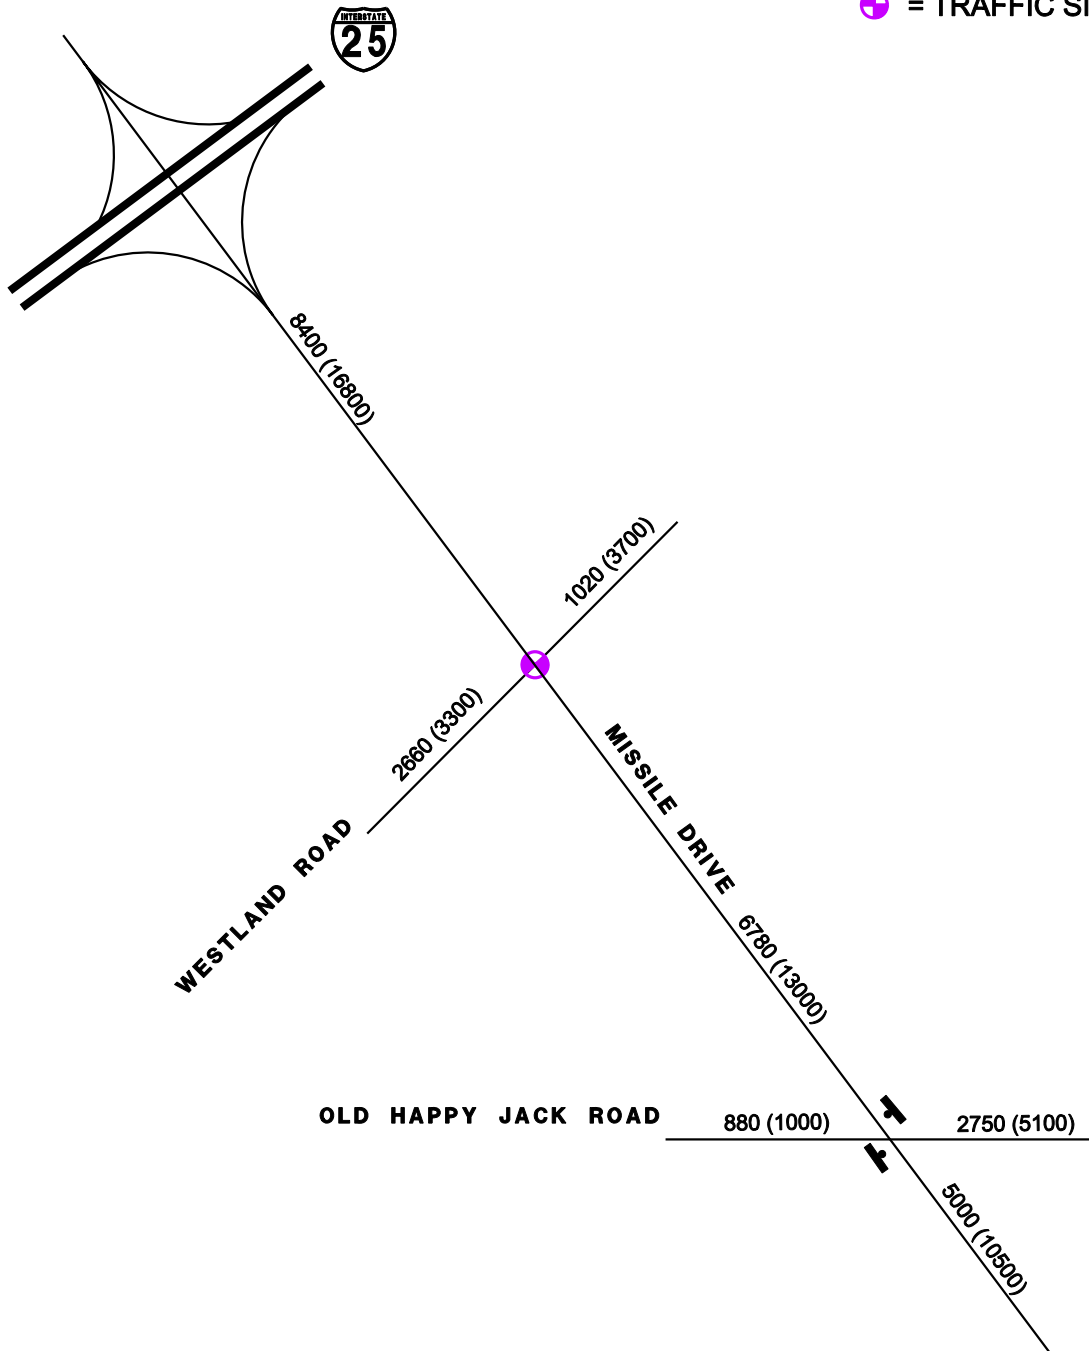 = TRAFFIC
INTERSTATE
25
8400 (16800)
1020 (3700)
2660 (3300)
MISSILE DRIVE
6780 (13000)
WESTLAND ROAD
OLD HAPPY JACK ROAD
880 (1000)
2750 (5100)
5000 (10500)